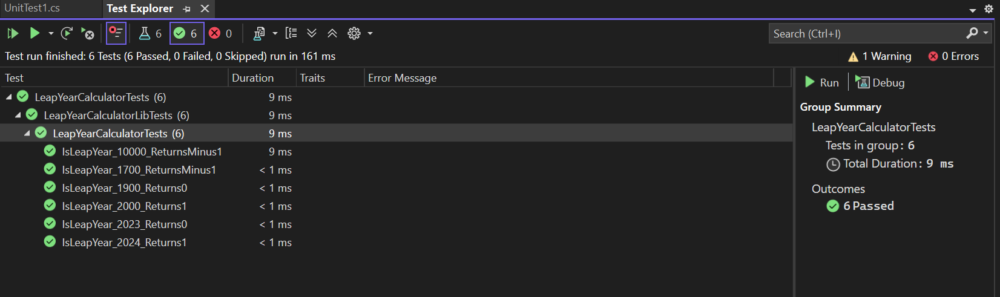 UnitTest1.cs Test Explorer
6 6 0 Search (Ctrl+I)
Test run finished: 6 Tests (6 Passed, 0 Failed, 0 Skipped) run in 161 ms 1 Warning 0 Errors
Test Duration Traits Error Message
LeapYearCalculatorTests (6) 9 ms
LeapYearCalculatorLibTests (6) 9 ms
LeapYearCalculatorTests (6) 9 ms
IsLeapYear_10000_ReturnsMinus1 9 ms
IsLeapYear_1700_ReturnsMinus1 < 1 ms
IsLeapYear_1900_Returns0 < 1 ms
IsLeapYear_2000_Returns1 < 1 ms
IsLeapYear_2023_Returns0 < 1 ms
IsLeapYear_2024_Returns1 < 1 ms
Run Debug
Group Summary
LeapYearCalculatorTests
Tests in group: 6
Total Duration: 9 ms
Outcomes
6 Passed